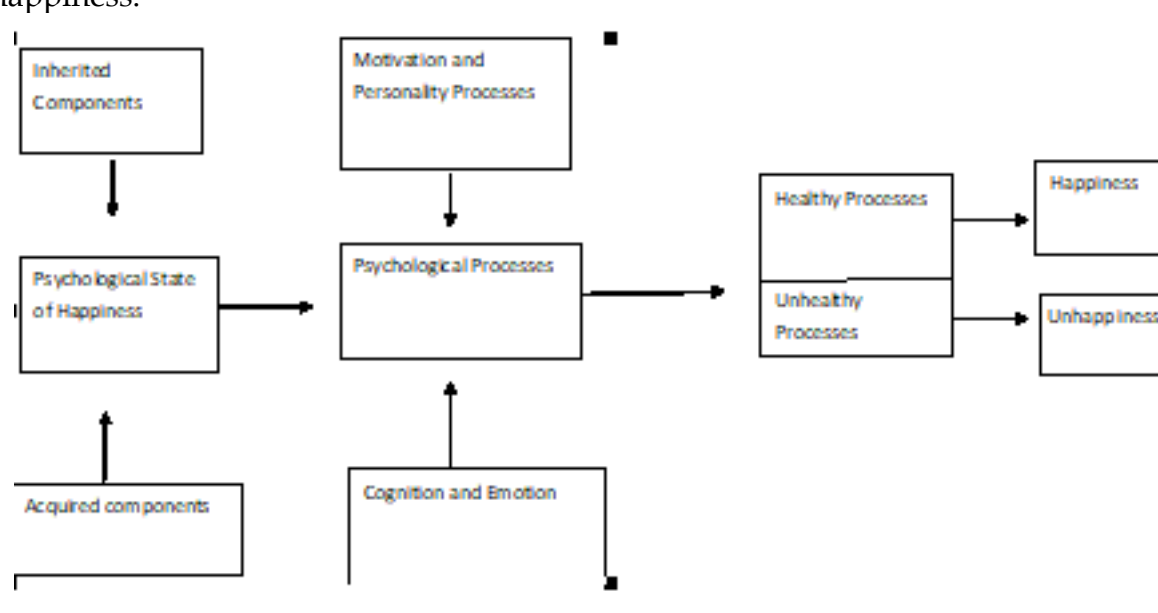 happiness.
Inherited
Components
Motivation and
Personality Processes
Psychological State
of Happiness
Psychological Processes
Healthy Processes
Unhealthy
Processes
Happiness
Unhappiness
Acquired components
Cognition and Emotion